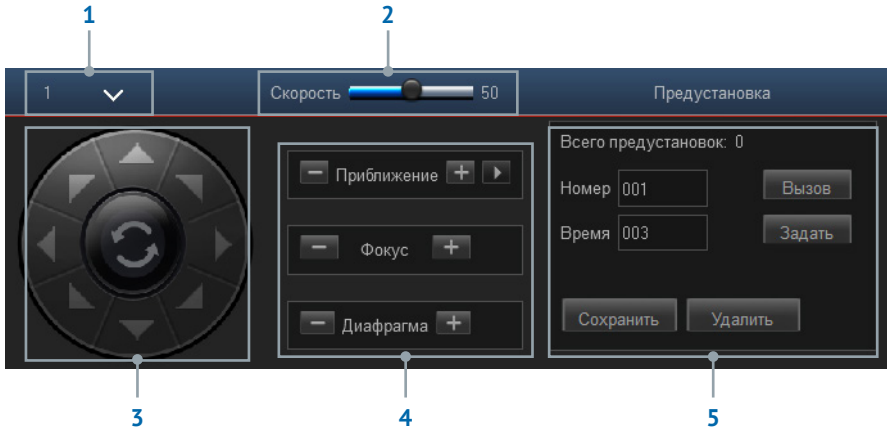 1 2
1 Скорость 50 Предустановка
Всего предустановок: 0
Приближение
Номер 001 Вызов
Время 003 Задать
Фокус
Диафрагма
Сохранить Удалить
3 4 5